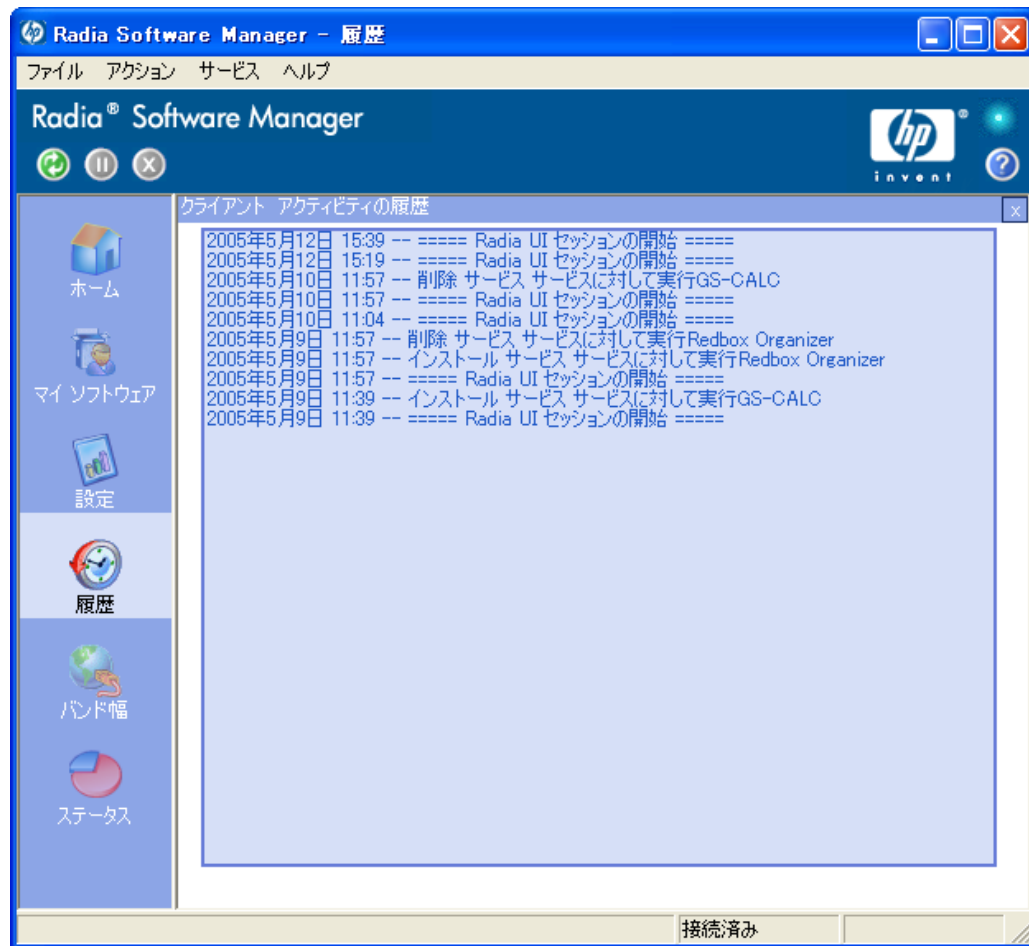 Radia Software Manager - 履歴
ファイル アクション サービス ヘルプ
Radia® Software Manager
hp
invent
クライアント アクティビティの履歴
x
2005年5月12日 15:39 -- ===== Radia UI セッションの開始 =====
2005年5月12日 15:19 -- ===== Radia UI セッションの開始 =====
2005年5月10日 11:57 -- 削除 サービス サービスに対して実行GS-CALC
2005年5月10日 11:57 -- ===== Radia UI セッションの開始 =====
2005年5月10日 11:04 -- ===== Radia UI セッションの開始 =====
2005年5月9日 11:57 -- 削除 サービス サービスに対して実行Redbox Organizer
2005年5月9日 11:57 -- インストール サービス サービスに対して実行Redbox Organizer
2005年5月9日 11:57 -- ===== Radia UI セッションの開始 =====
2005年5月9日 11:39 -- インストール サービス サービスに対して実行GS-CALC
2005年5月9日 11:39 -- ===== Radia UI セッションの開始 =====
ホーム
マイ ソフトウェア
設定
履歴
バンド幅
ステータス
接続済み